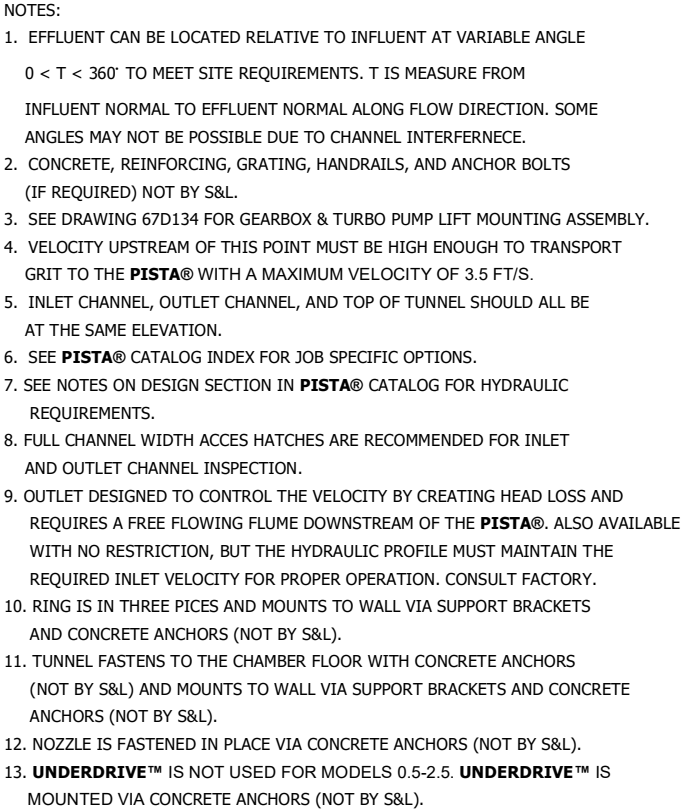 NOTES:
1. EFFLUENT CAN BE LOCATED RELATIVE TO INFLUENT AT VARIABLE ANGLE
0 < T < 360° TO MEET SITE REQUIREMENTS. T IS MEASURE FROM
INFLUENT NORMAL TO EFFLUENT NORMAL ALONG FLOW DIRECTION. SOME
ANGLES MAY NOT BE POSSIBLE DUE TO CHANNEL INTERFERNECE.
2. CONCRETE, REINFORCING, GRATING, HANDRAILS, AND ANCHOR BOLTS
(IF REQUIRED) NOT BY S&L.
3. SEE DRAWING 67D134 FOR GEARBOX & TURBO PUMP LIFT MOUNTING ASSEMBLY.
4. VELOCITY UPSTREAM OF THIS POINT MUST BE HIGH ENOUGH TO TRANSPORT
GRIT TO THE PISTA® WITH A MAXIMUM VELOCITY OF 3.5 FT/S.
5. INLET CHANNEL, OUTLET CHANNEL, AND TOP OF TUNNEL SHOULD ALL BE
AT THE SAME ELEVATION.
6. SEE PISTA® CATALOG INDEX FOR JOB SPECIFIC OPTIONS.
7. SEE NOTES ON DESIGN SECTION IN PISTA® CATALOG FOR HYDRAULIC
REQUIREMENTS.
8. FULL CHANNEL WIDTH ACCES HATCHES ARE RECOMMENDED FOR INLET
AND OUTLET CHANNEL INSPECTION.
9. OUTLET DESIGNED TO CONTROL THE VELOCITY BY CREATING HEAD LOSS AND
REQUIRES A FREE FLOWING FLUME DOWNSTREAM OF THE PISTA®. ALSO AVAILABLE
WITH NO RESTRICTION, BUT THE HYDRAULIC PROFILE MUST MAINTAIN THE
REQUIRED INLET VELOCITY FOR PROPER OPERATION. CONSULT FACTORY.
10. RING IS IN THREE PICES AND MOUNTS TO WALL VIA SUPPORT BRACKETS
AND CONCRETE ANCHORS (NOT BY S&L).
11. TUNNEL FASTENS TO THE CHAMBER FLOOR WITH CONCRETE ANCHORS
(NOT BY S&L) AND MOUNTS TO WALL VIA SUPPORT BRACKETS AND CONCRETE
ANCHORS (NOT BY S&L).
12. NOZZLE IS FASTENED IN PLACE VIA CONCRETE ANCHORS (NOT BY S&L).
13. UNDERDRIVE™ IS NOT USED FOR MODELS 0.5-2.5. UNDERDRIVE™ IS
MOUNTED VIA CONCRETE ANCHORS (NOT BY S&L).